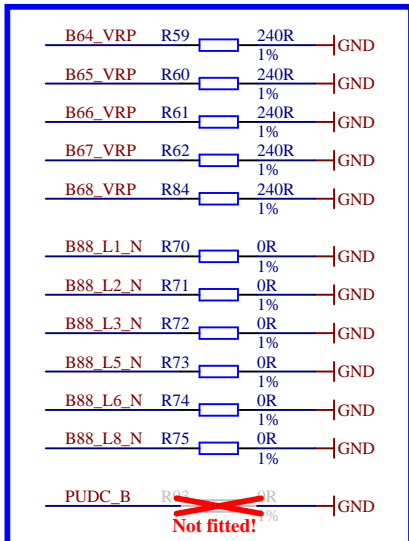 B64_VRP R59 240R GND
1%
B65_VRP R60 240R GND
1%
B66_VRP R61 240R GND
1%
B67_VRP R62 240R GND
1%
B68_VRP R84 240R GND
1%
B88_L1_N R70 0R GND
1%
B88_L2_N R71 0R GND
1%
B88_L3_N R72 0R GND
1%
B88_L5_N R73 0R GND
1%
B88_L6_N R74 0R GND
1%
B88_L8_N R75 0R GND
1%
PUDC_B 0R GND
1%
Not fitted!